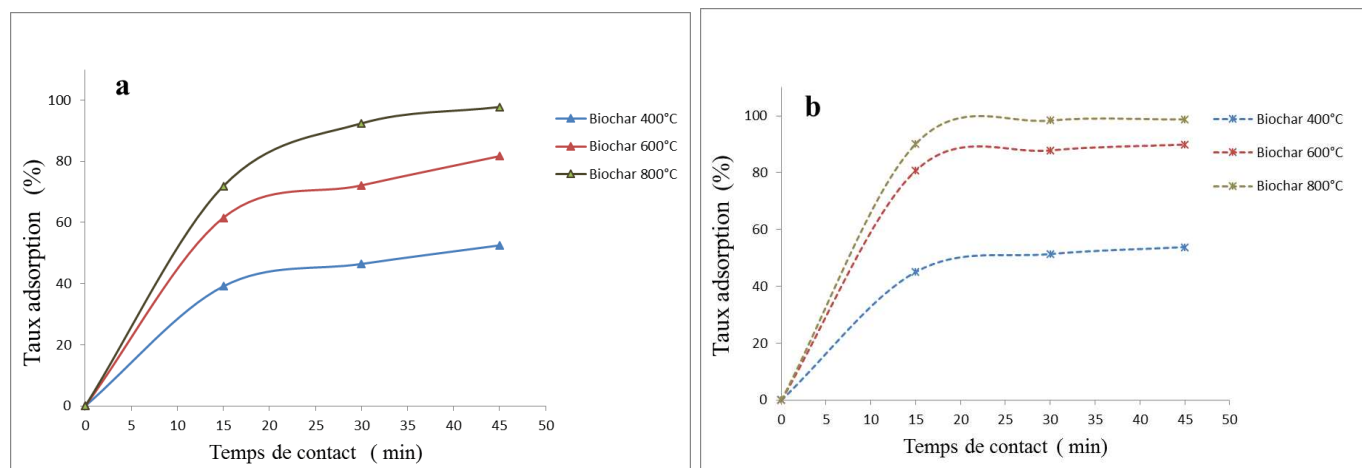 a
Taux adsorption (%)
100
80
60
40
20
0
0 5 10 15 20 25 30 35 40 45 50
Temps de contact ( min)
Biochar 400°C
Biochar 600°C
Biochar 800°C
b
Taux adsorption (%)
100
80
60
40
20
0
0 5 10 15 20 25 30 35 40 45 50
Temps de contact ( min)
Biochar 400°C
Biochar 600°C
Biochar 800°C